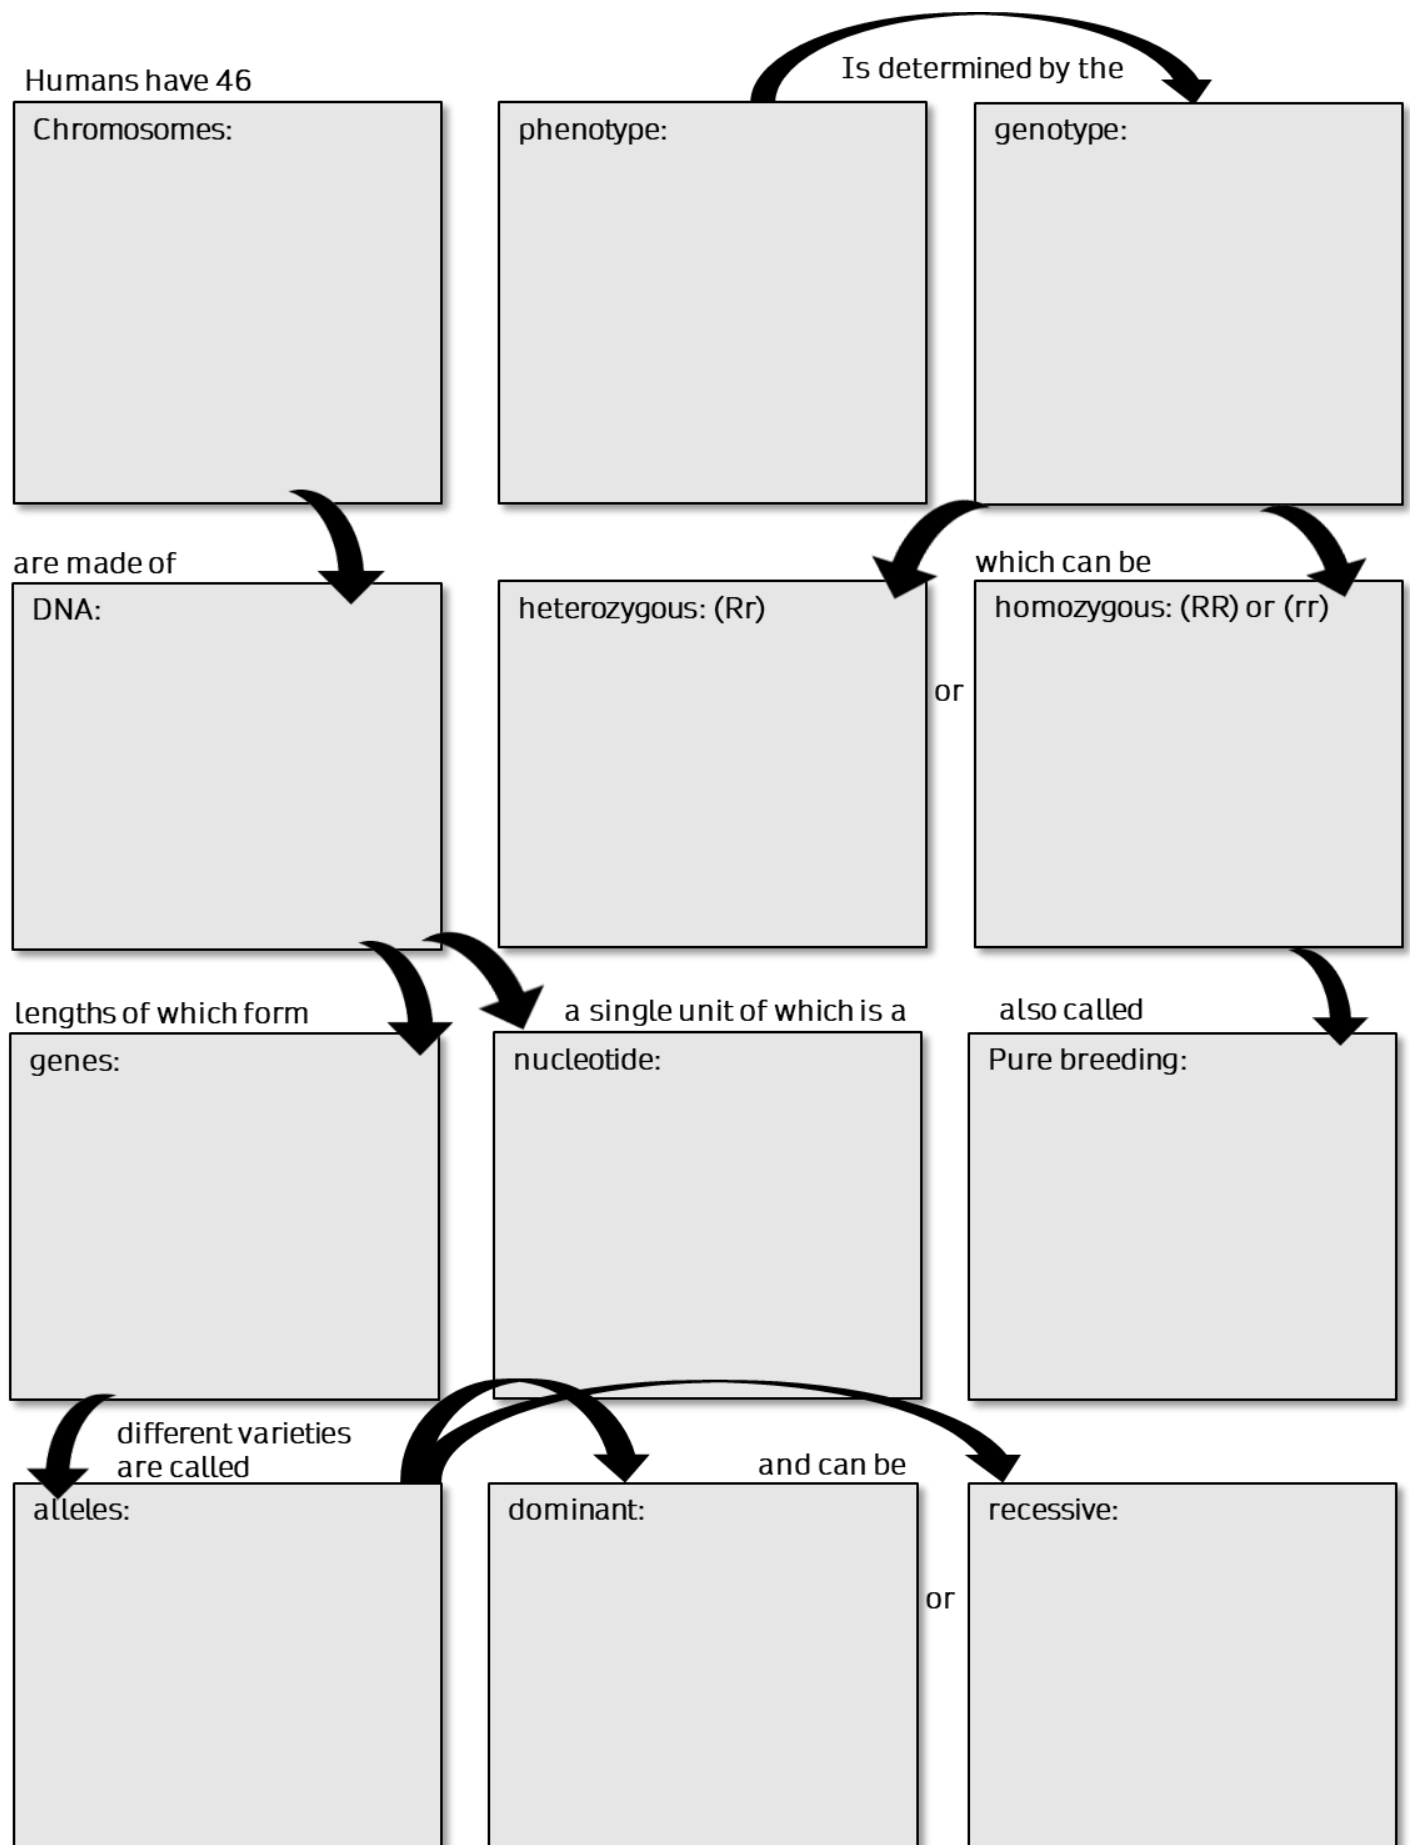 Humans have 46
Is determined by the
Chromosomes:
phenotype:
genotype:
are made of
which can be
DNA:
heterozygous: (Rr)
or
homozygous: (RR) or (rr)
lengths of which form
a single unit of which is a
also called
genes:
nucleotide:
Pure breeding:
different varieties
are called
and can be
alleles:
dominant:
or
recessive: